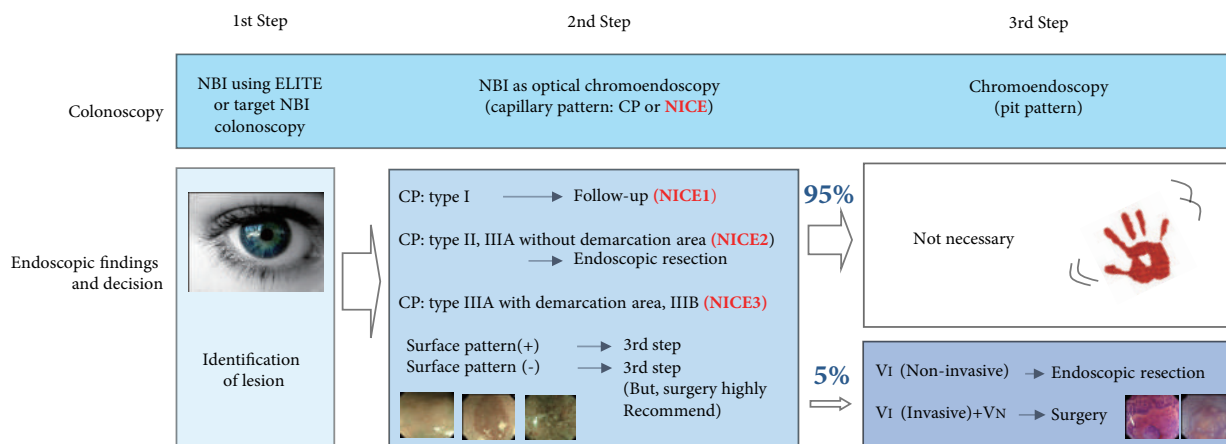 1st Step
2nd Step
3rd Step
Colonoscopy
NBI using ELITE
or target NBI
colonoscopy
NBI as optical chromoendoscopy
(capillary pattern: CP or NICE)
Chromoendoscopy
(pit pattern)
Endoscopic findings
and decision
Identification
of lesion
CP: type I → Follow-up (NICE1)
CP: type II, IIIA without demarcation area (NICE2)
→ Endoscopic resection
CP: type IIIA with demarcation area, IIIB (NICE3)
Surface pattern(+) → 3rd step
Surface pattern (-) → 3rd step
(But, surgery highly
Recommend)
95%
Not necessary
5%
VI (Non-invasive) → Endoscopic resection
VI (Invasive)+VN → Surgery